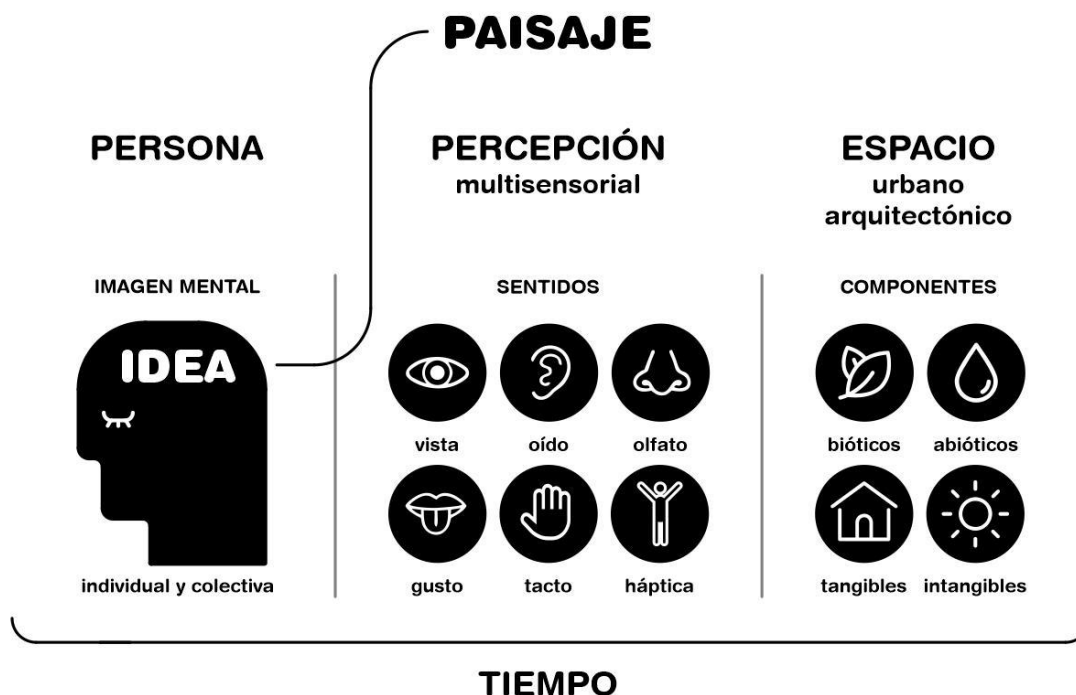 PAISAJE
PERSONA
IMAGEN MENTAL
IDEA
individual y colectiva
PERCEPCIÓN
multisensorial
SENTIDOS
vista oído olfato
gusto tacto háptica
ESPACIO
urbano
arquitectónico
COMPONENTES
bióticos abióticos
tangibles intangibles
TIEMPO